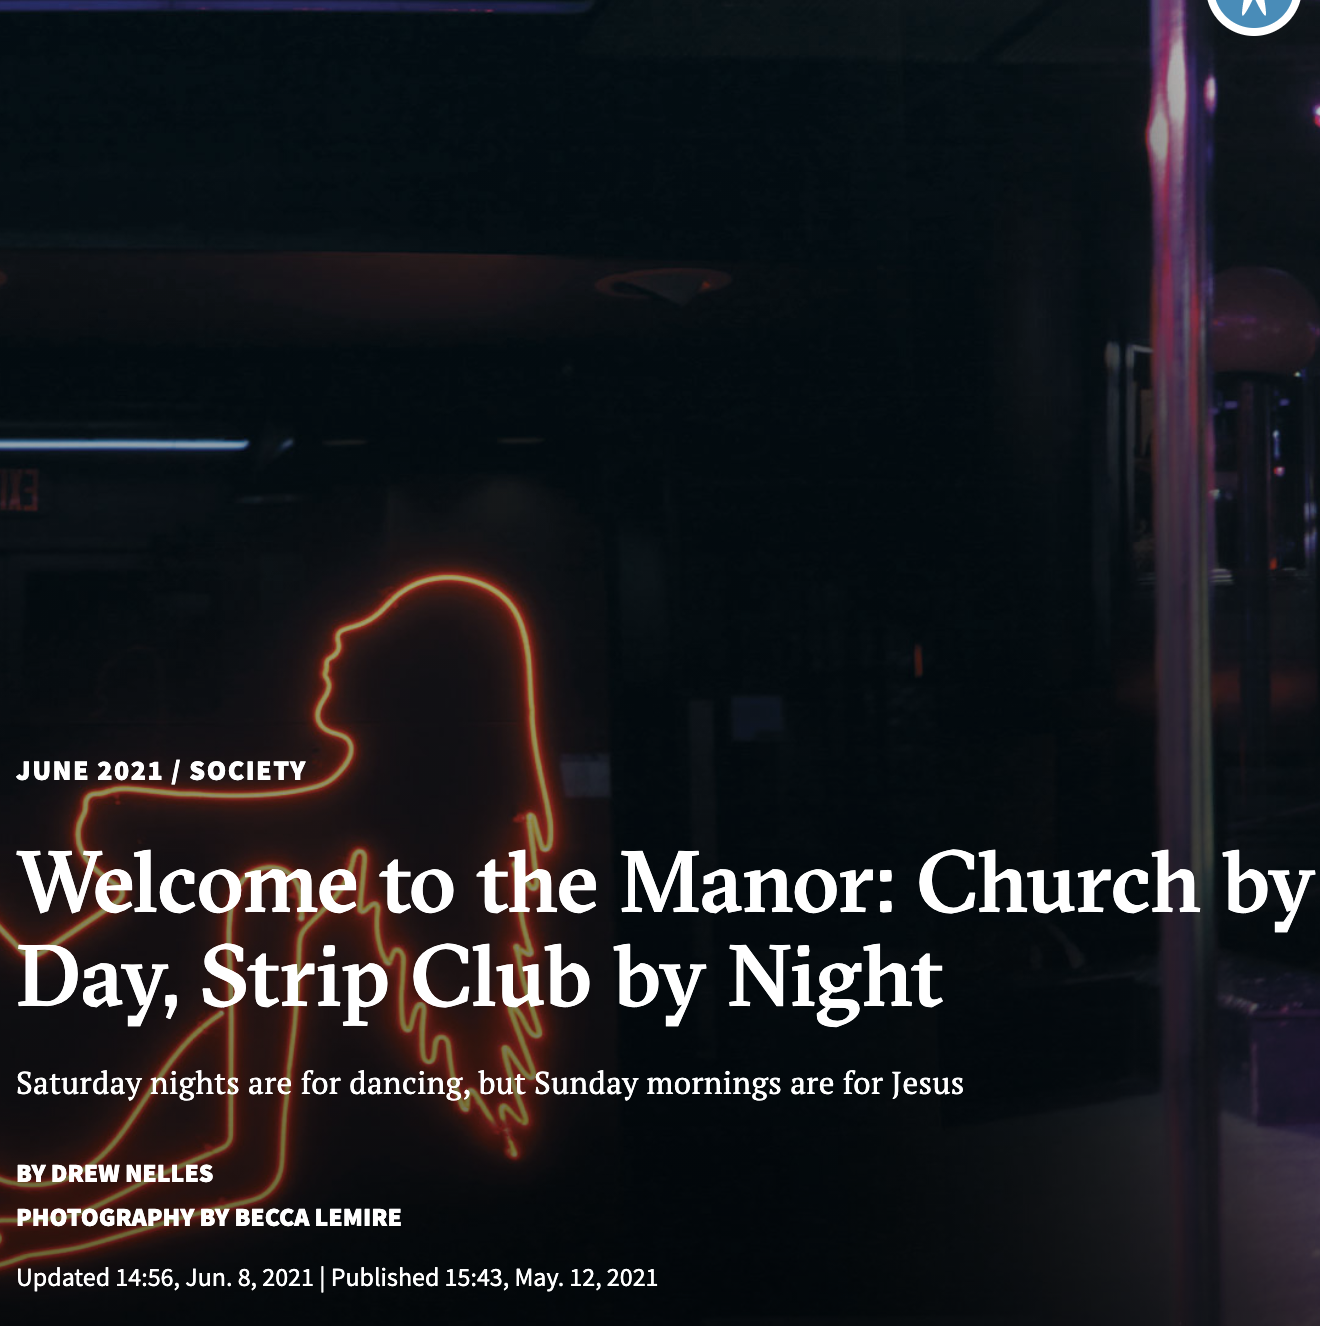 EXI
JUNE 2021 / SOCIETY
Welcome to the Manor: Church by
Day, Strip Club by Night
Saturday nights are for dancing, but Sunday mornings are for Jesus
BY DREW NELLES
PHOTOGRAPHY BY BECCA LEMIRE
Updated 14:56, Jun. 8, 2021 | Published 15:43, May. 12, 2021